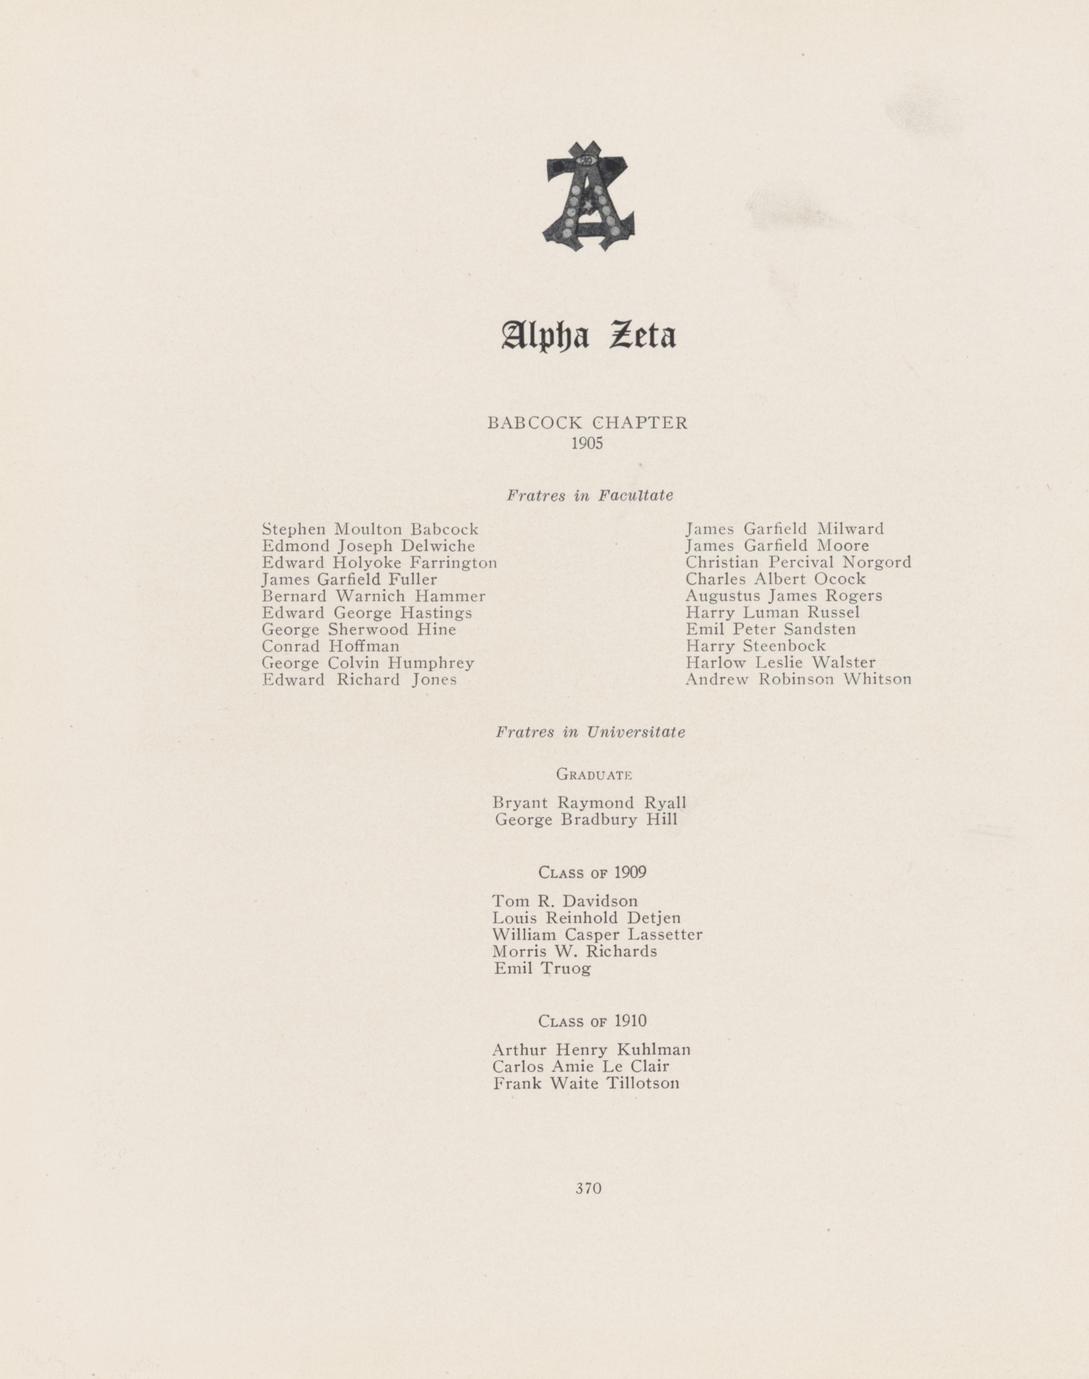 Alpha Zeta
BABCOCK CHAPTER
1905
Fratres in Facultate
Stephen Moulton Babcock
Edmond Joseph Delwiche
Edward Holyoke Farrington
James Garfield Fuller
Bernard Warnich Hammer
Edward George Hastings
George Sherwood Hine
Conrad Hoffman
George Colvin Humphrey
Edward Richard Jones
James Garfield Milward
James Garfield Moore
Christian Percival Norgord
Charles Albert Ocock
Augustus James Rogers
Harry Luman Russel
Emil Peter Sandsten
Harry Steenbock
Harlow Leslie Walster
Andrew Robinson Whitson
Fratres in Universitate
GRADUATE
Bryant Raymond Ryall
George Bradbury Hill
CLASS OF 1909
Tom R. Davidson
Louis Reinhold Detjen
William Casper Lassetter
Morris W. Richards
Emil Truog
CLASS OF 1910
Arthur Henry Kuhlman
Carlos Amie Le Clair
Frank Waite Tillotson
370